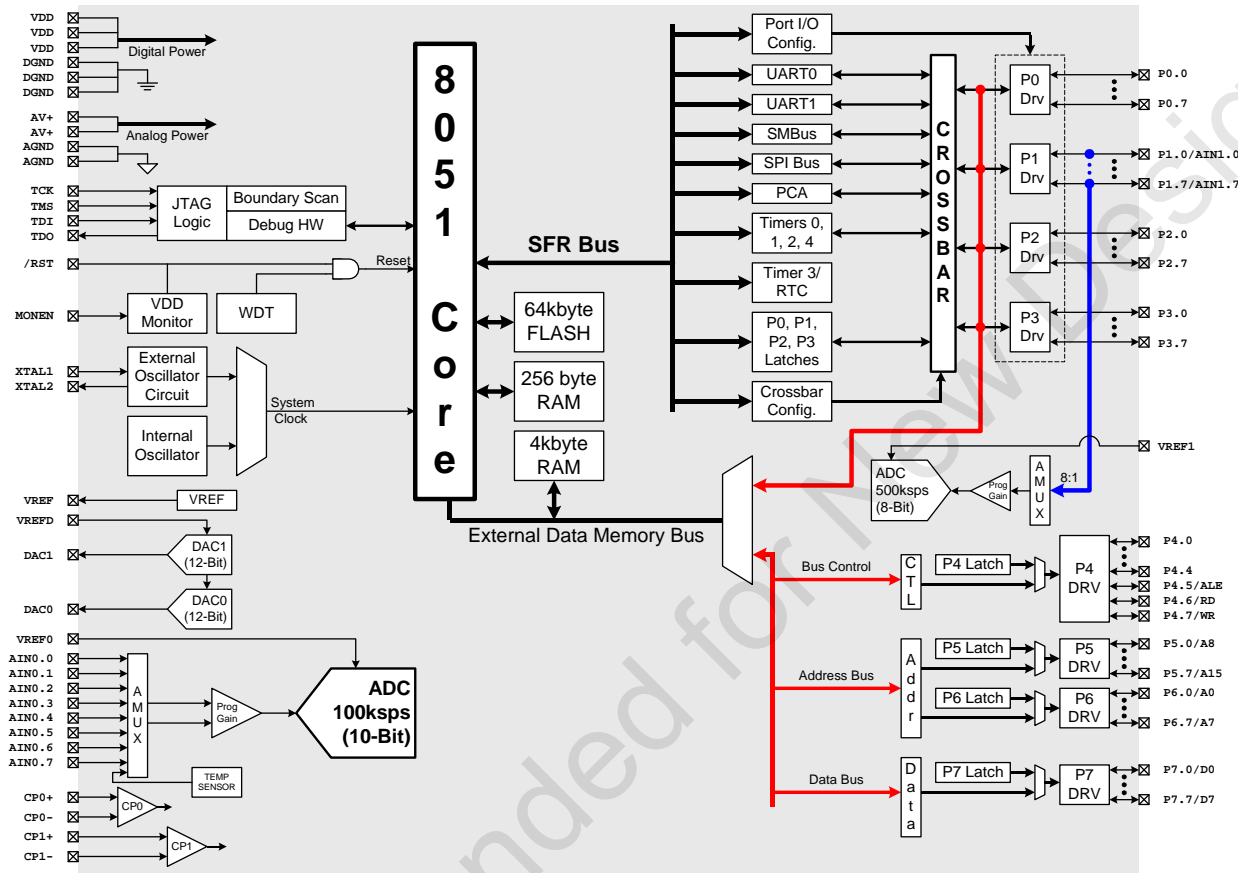 VDD
VDD
VDD
DGND
DGND
DGND
Digital Power
AV+
AV+
AGND
AGND
Analog Power
TCK
TMS
TDI
TDO
JTAG
Logic
Boundary Scan
Debug HW
/RST
MONEN
VDD
Monitor
WDT
Reset
XTAL1
XTAL2
External
Oscillator
Circuit
Internal
Oscillator
System
Clock
VREF
VREF
VREFD
DAC1
DAC1
(12-Bit)
DAC0
DAC0
(12-Bit)
VREF0
AIN0.0
AIN0.1
AIN0.2
AIN0.3
AIN0.4
AIN0.5
AIN0.6
AIN0.7
A
M
U
X
Prog
Gain
ADC
100ksps
(10-Bit)
TEMP
SENSOR
CP0+
CP0-
CP0
CP1+
CP1-
CP1
8
0
5
1
C
o
r
e
SFR Bus
64kbyte
FLASH
256 byte
RAM
4kbyte
RAM
External Data Memory Bus
Port I/O
Config.
UART0
UART1
SMBus
SPI Bus
PCA
Timers 0,
1, 2, 4
Timer 3/
RTC
P0, P1,
P2, P3
Latches
Crossbar
Config.
C
R
O
S
S
B
A
R
P0
Drv
P1
Drv
P2
Drv
P3
Drv
P0.0
P0.7
P1.0/AIN1.0
P1.7/AIN1.7
P2.0
P2.7
P3.0
P3.7
VREF1
ADC
500ksps
(8-Bit)
Prog
Gain
A
M
U
X
8:1
Bus Control
C
T
L
P4 Latch
P4
DRV
P4.0
P4.4
P4.5/ALE
P4.6/RD
P4.7/WR
Address Bus
A
d
d
r
P5 Latch
P5
DRV
P5.0/A8
P5.7/A15
P6 Latch
P6
DRV
P6.0/A0
P6.7/A7
Data Bus
D
a
t
a
P7 Latch
P7
DRV
P7.0/D0
P7.7/D7
nded for New Desig